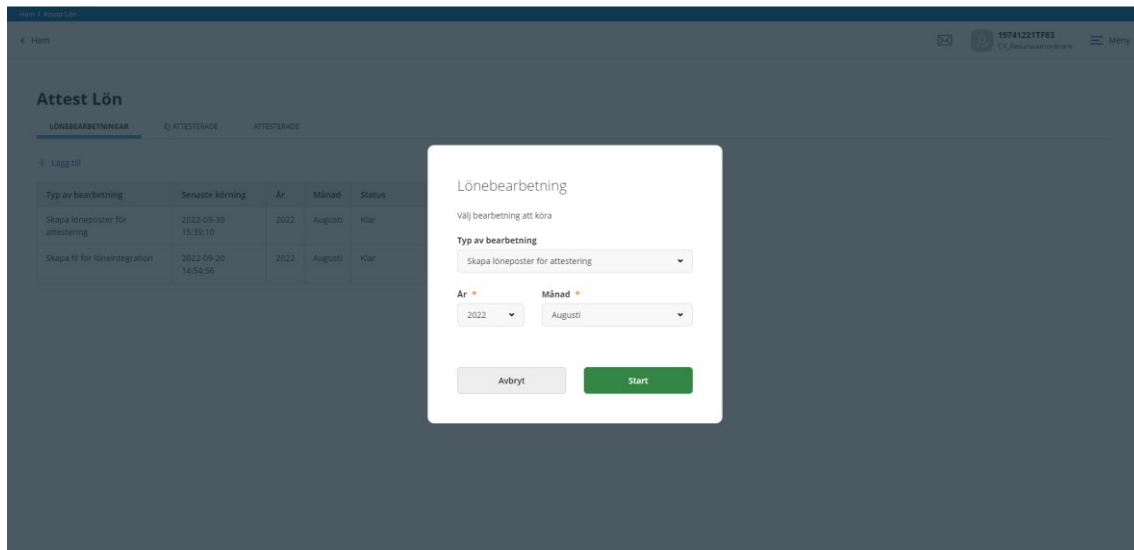 Hem / Attest Lön
Hem
19741221TF83
Meny
Attest Lön
LÖNEBEARBETNINGAR EJ ATTESTERADE ATTESTERADE
+ Lägg till
Typ av bearbetning Senaste körning År Månad Status
Skapa löneposter för attestering 2022-09-30 15:39:10 2022 Augusti Klar
Skapa fil för löneintegration 2022-09-29 14:54:56 2022 Augusti Klar
Lönebearbetning
Välj bearbetning att köra
Typ av bearbetning
Skapa löneposter för attestering
År * Månad *
2022 Augusti
Avbryt Start